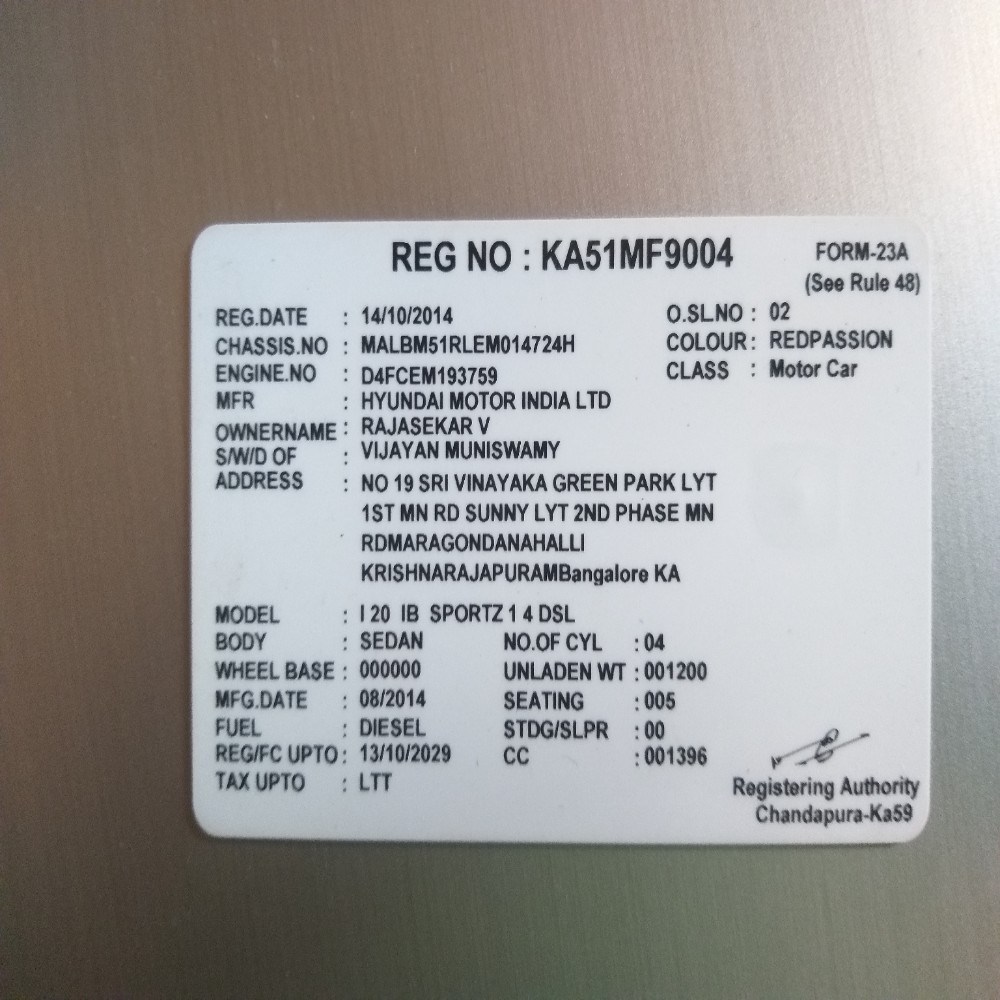 REG NO : KA51MF9004
FORM-23A
(See Rule 48)
REG.DATE : 14/10/2014 O.SL.NO : 02
CHASSIS.NO : MALBM51RLEM014724H COLOUR : REDPASSION
ENGINE.NO : D4FCEM193759 CLASS : Motor Car
MFR : HYUNDAI MOTOR INDIA LTD
OWNERNAME : RAJASEKAR V
S/W/D OF : VIJAYAN MUNISWAMY
ADDRESS : NO 19 SRI VINAYAKA GREEN PARK LYT
1ST MN RD SUNNY LYT 2ND PHASE MN
RDMARAGONDANAHALLI
KRISHNARAJAPURAMBangalore KA
MODEL : I 20 IB SPORTZ 1 4 DSL
BODY : SEDAN NO.OF CYL : 04
WHEEL BASE : 000000 UNLADEN WT : 001200
MFG.DATE : 08/2014 SEATING : 005
FUEL : DIESEL STDG/SLPR : 00
REG/FC UPTO : 13/10/2029 CC : 001396
TAX UPTO : LTT
Registering Authority
Chandapura-Ka59